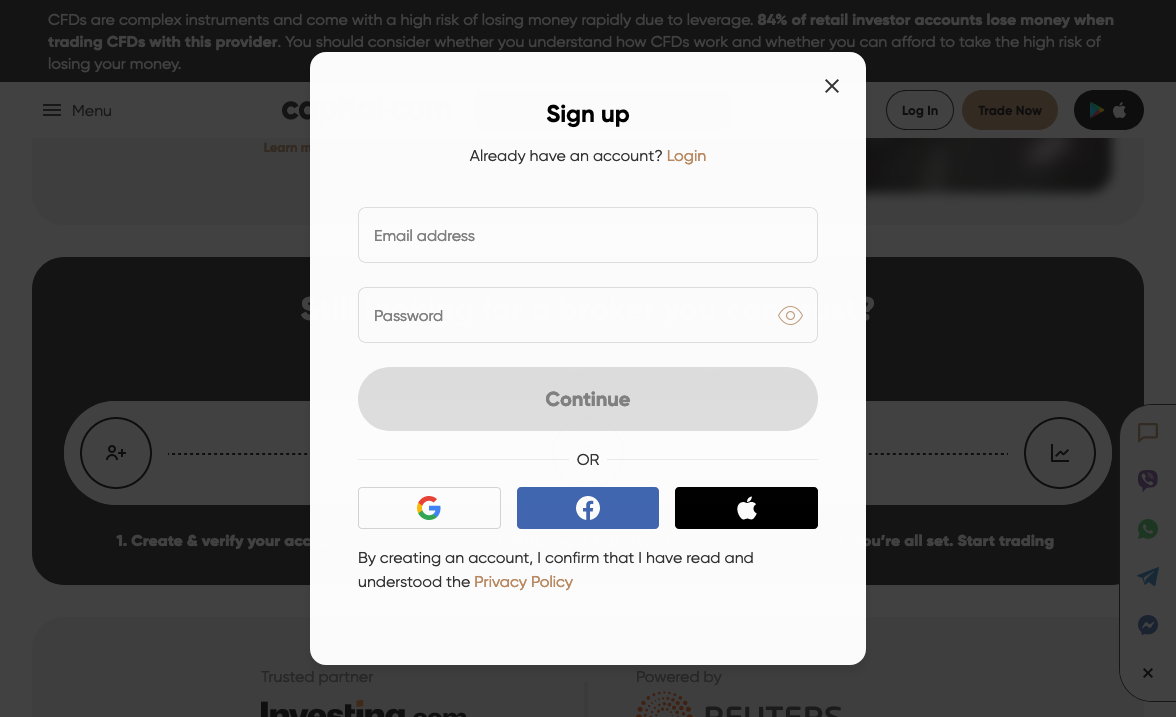 CFDs are complex instruments and come with a high risk of losing money rapidly due to leverage. 84% of retail investor accounts lose money when
trading CFDs with this provider. You should consider whether you understand how CFDs work and whether you can afford to take the high risk of
losing your money.
Menu
Log In
Trade Now
Learn
Sign up
Already have an account? Login
Email address
Password
Continue
OR
By creating an account, I confirm that I have read and
understood the Privacy Policy
1. Create & verify your
you're all set. Start trading
Trusted partner
Powered by
Investing.com
REUTERS